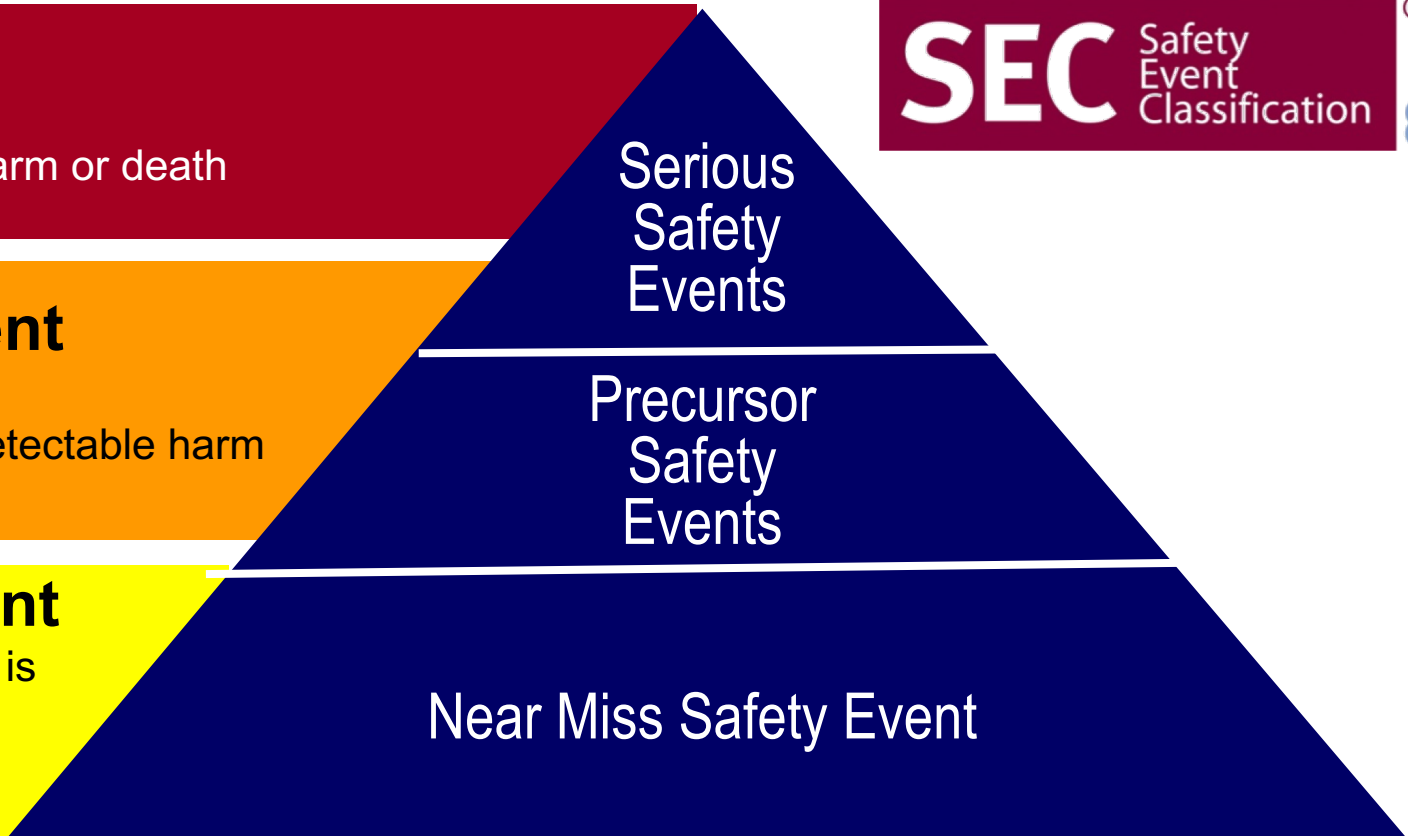 SEC
Safety
Event
Classification
arm or death
Serious
Safety
Events
ent
etectable harm
Precursor
Safety
Events
nt
is
Near Miss Safety Event